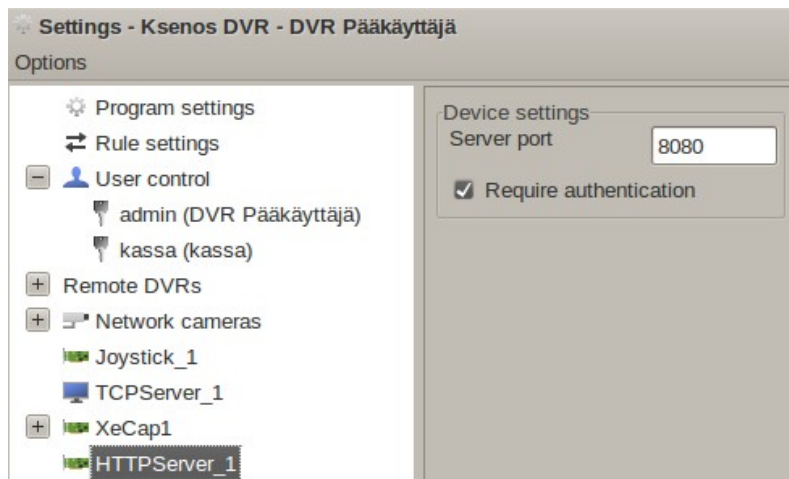 Settings - Ksenos DVR - DVR Pääkäyttäjä
Options
Program settings
Rule settings
User control
admin (DVR Pääkäyttäjä)
kassa (kassa)
Remote DVRs
Network cameras
Joystick_1
TCPServer_1
XeCap1
HTTPServer_1
Device settings
Server port 8080
Require authentication